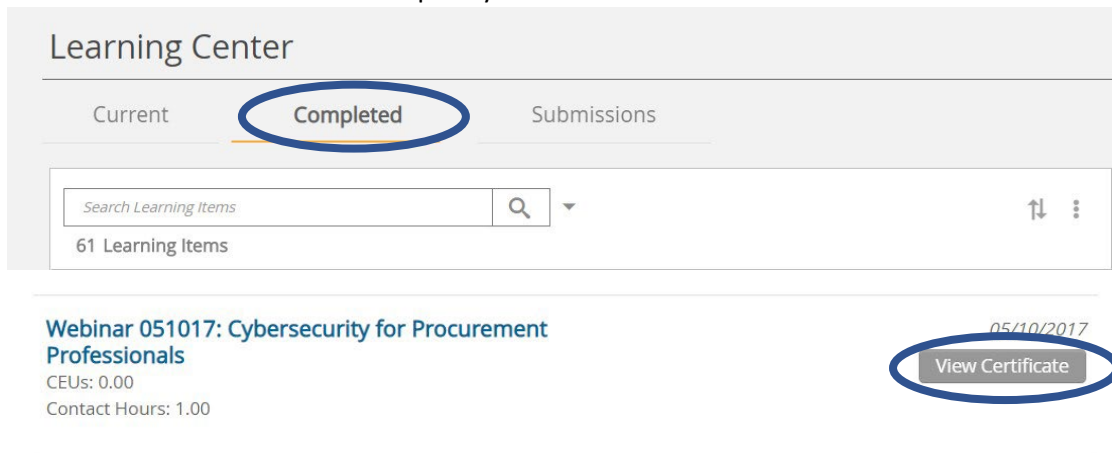 Learning Center
Current Completed Submissions
Search Learning Items
61 Learning Items
Webinar 051017: Cybersecurity for Procurement
Professionals
05/10/2017
View Certificate
CEUs: 0.00
Contact Hours: 1.00